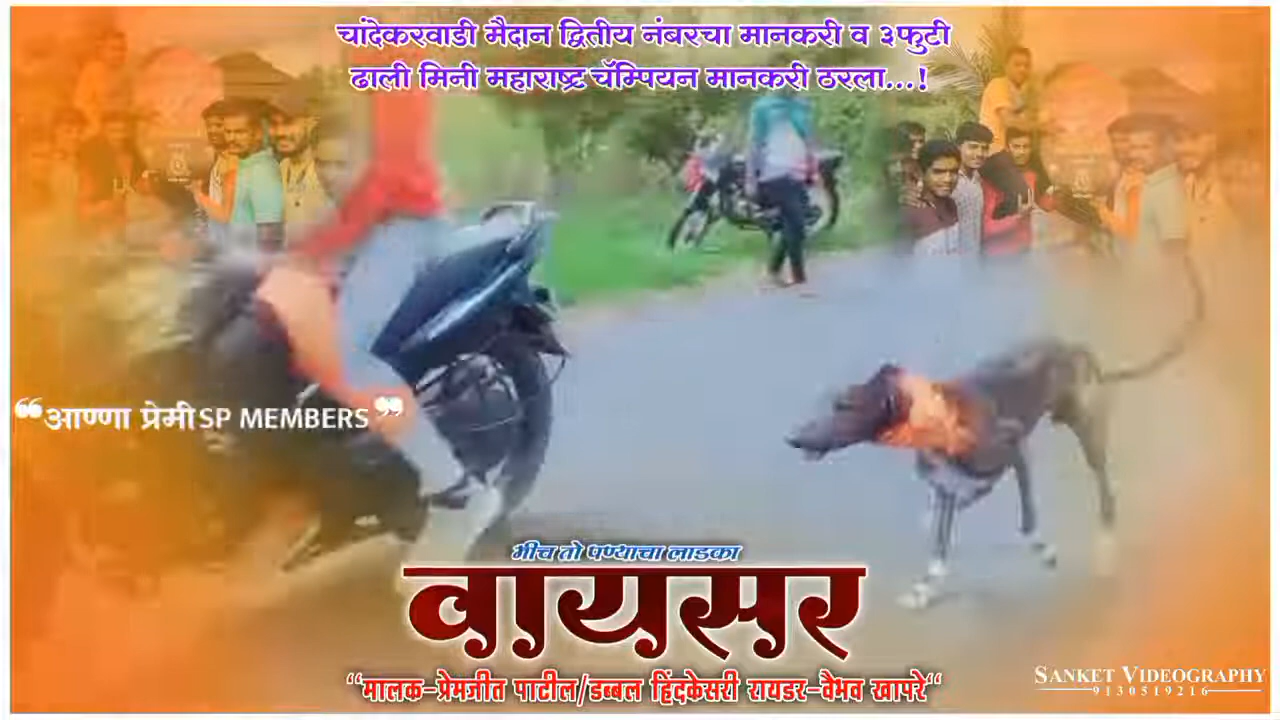 चांदेकरवाडी मैदान द्वितीय नंबरचा मानकरी व ३फुटी
ढाली मिनी महाराष्ट्र चॅम्पियन मानकरी ठरला...!
“आण्णा प्रेमी SP MEMBERS”
मीच तो पण्याचा लाडका
वायसर
“मालक-प्रेमजीत पाटील/डब्बल हिंदकेसरी रायडर-वैभव खापरे“
SANKET VIDEOGRAPHY
9130519216